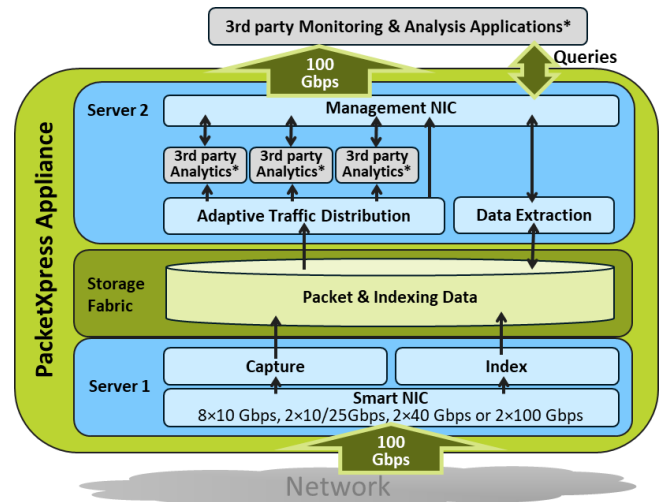 3rd party Monitoring & Analysis Applications*
100
Gbps
Queries
PacketXpress Appliance
Server 2
Management NIC
3rd party
Analytics*
3rd party
Analytics*
3rd party
Analytics*
Adaptive Traffic Distribution
Data Extraction
Storage
Fabric
Packet & Indexing Data
Server 1
Capture
Index
Smart NIC
8×10 Gbps, 2×10/25Gbps, 2×40 Gbps or 2×100 Gbps
100
Gbps
Network